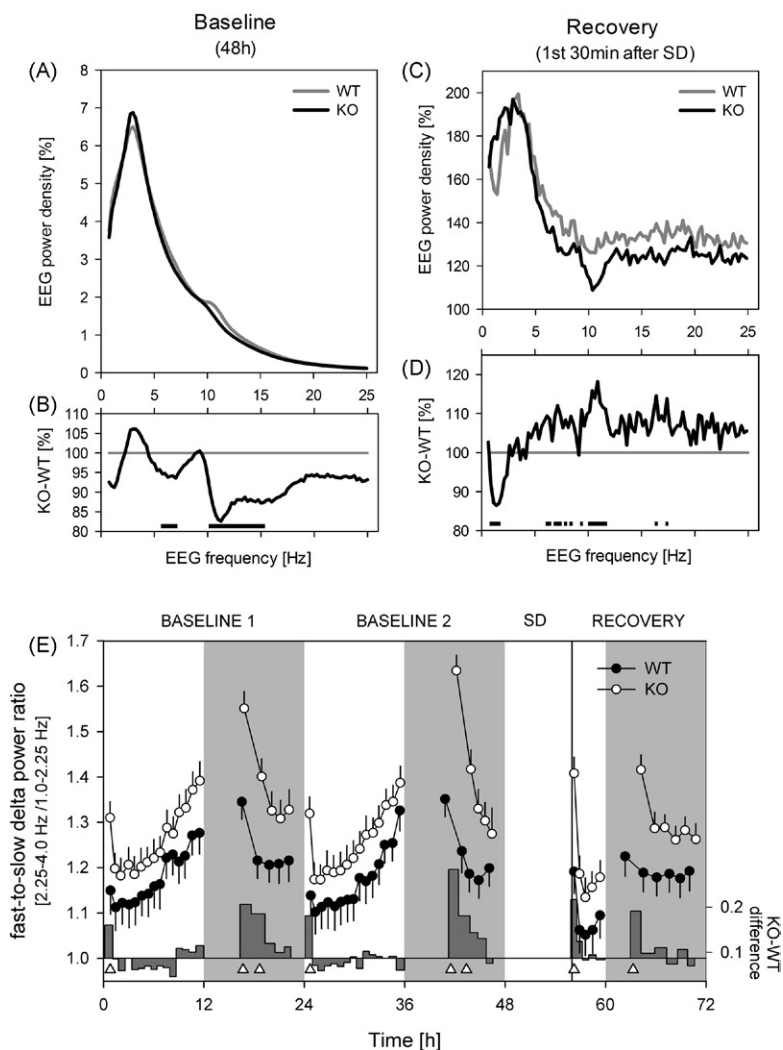 Baseline
(48h)
Recovery
(1st 30min after SD)
(A)
EEG power density [%]
8
7
6
5
4
3
2
1
0
WT
KO
0 5 10 15 20 25
(B)
KO-WT [%]
110
105
100
95
90
85
80
EEG frequency [Hz]
(C)
EEG power density [%]
200
180
160
140
120
100
WT
KO
0 5 10 15 20 25
(D)
KO-WT [%]
110
120
100
90
80
EEG frequency [Hz]
(E)
BASELINE 1 BASELINE 2 SD RECOVERY
fast-to-slow delta power ratio
[2.25-4.0 Hz /1.0-2.25 Hz]
1.7
1.6
1.5
1.4
1.3
1.2
1.1
1.0
WT
KO
0.2
0.1
KO-WT
difference
0 12 24 36 48 60 72
Time [h]